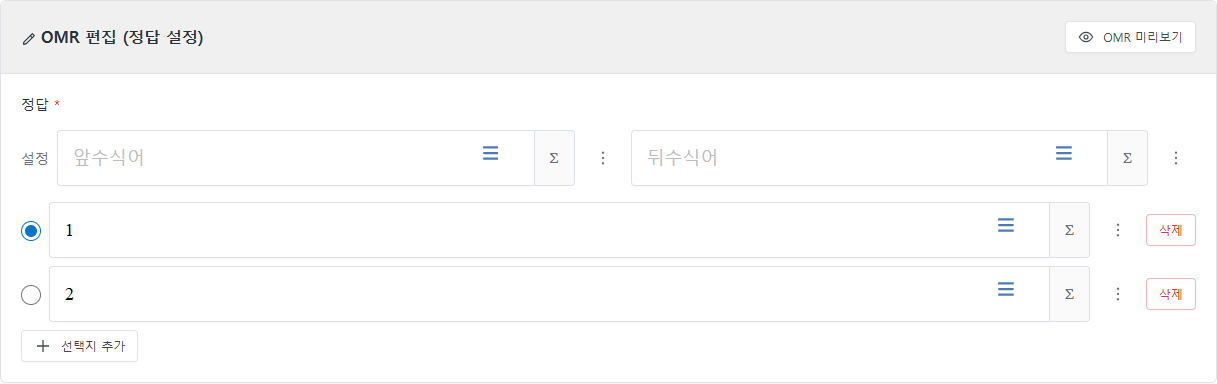 OMR 편집 (정답 설정)
OMR 미리보기
정답 *
설정 앞수식어 Σ 뒤수식어 Σ
1 Σ 삭제
2 Σ 삭제
+ 선택지 추가